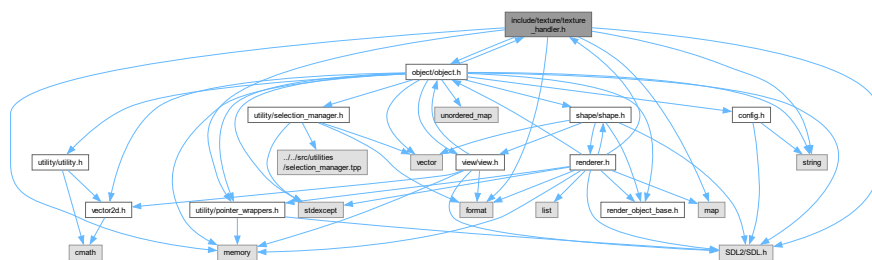 include/texture/texture
_handler.h
object/object.h
utility/selection_manager.h
unordered_map
shape/shape.h
config.h
utility/utility.h
../../src/utilities
/selection_manager.tpp
vector
view/view.h
renderer.h
string
vector2d.h
utility/pointer_wrappers.h
stdexcept
format
list
render_object_base.h
map
cmath
memory
SDL2/SDL.h